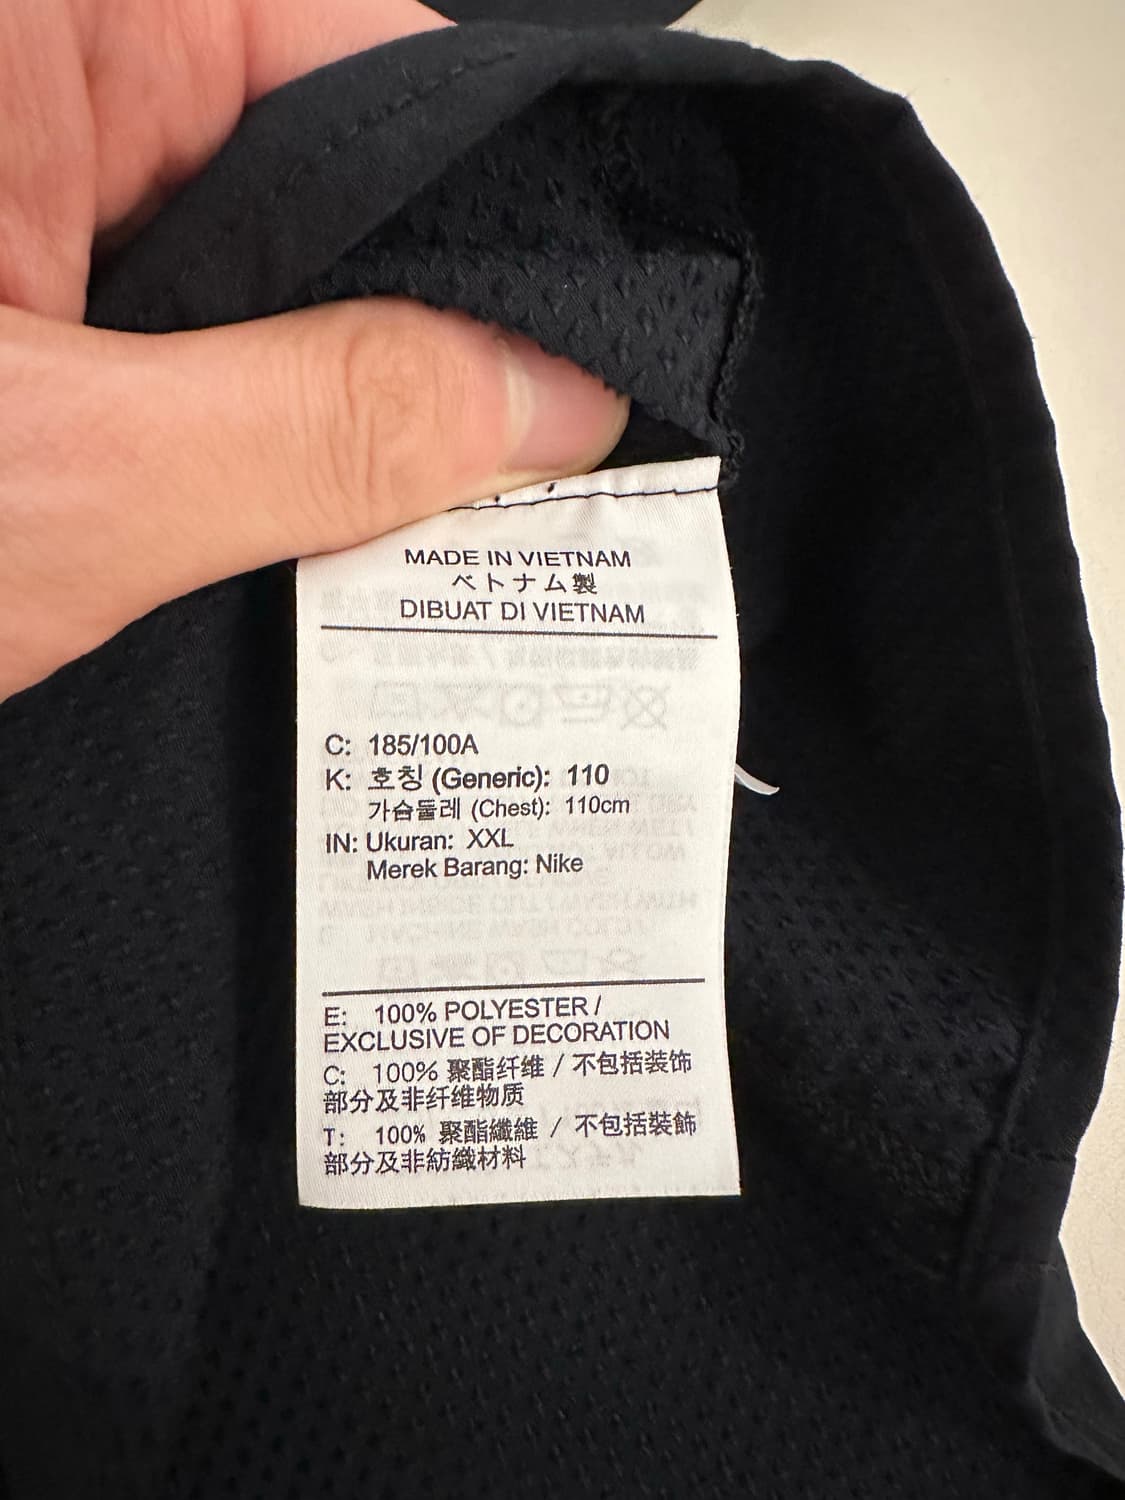 MADE IN VIETNAM
ベトナム製
DIBUAT DI VIETNAM
C: 185/100A
K: 호칭 (Generic): 110
가슴둘레 (Chest): 110cm
IN: Ukuran: XXL
Merek Barang: Nike
E: 100% POLYESTER /
EXCLUSIVE OF DECORATION
C: 100% 聚酯纤维 / 不包括装饰
部分及非纤维物质
T: 100% 聚酯纖維 / 不包括裝飾
部分及非紡織材料